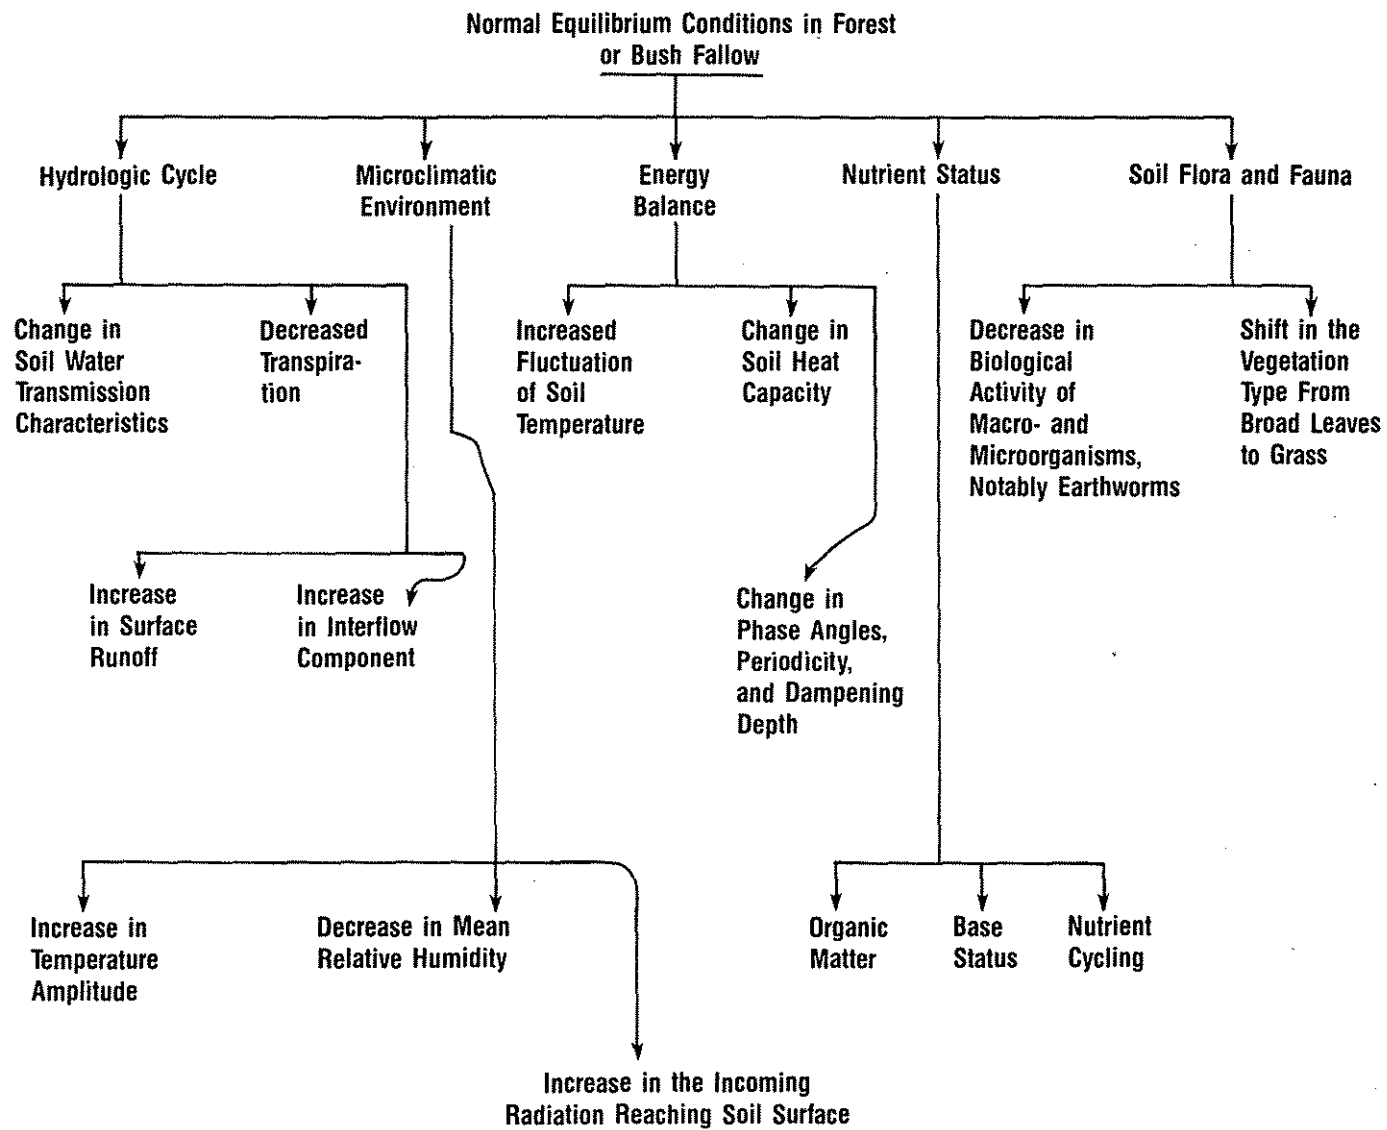 Normal Equilibrium Conditions in Forest
or Bush Fallow
Hydrologic Cycle
Microclimatic
Environment
Energy
Balance
Nutrient Status
Soil Flora and Fauna
Change in
Soil Water
Transmission
Characteristics
Decreased
Transpira-
tion
Increased
Fluctuation
of Soil
Temperature
Change in
Soil Heat
Capacity
Decrease in
Biological
Activity of
Macro- and
Microorganisms,
Notably Earthworms
Shift in the
Vegetation
Type From
Broad Leaves
to Grass
Increase
in Surface
Runoff
Increase
in Interflow
Component
Change in
Phase Angles,
Periodicity,
and Dampening
Depth
Increase in
Temperature
Amplitude
Decrease in Mean
Relative Humidity
Organic
Matter
Base
Status
Nutrient
Cycling
Increase in the Incoming
Radiation Reaching Soil Surface